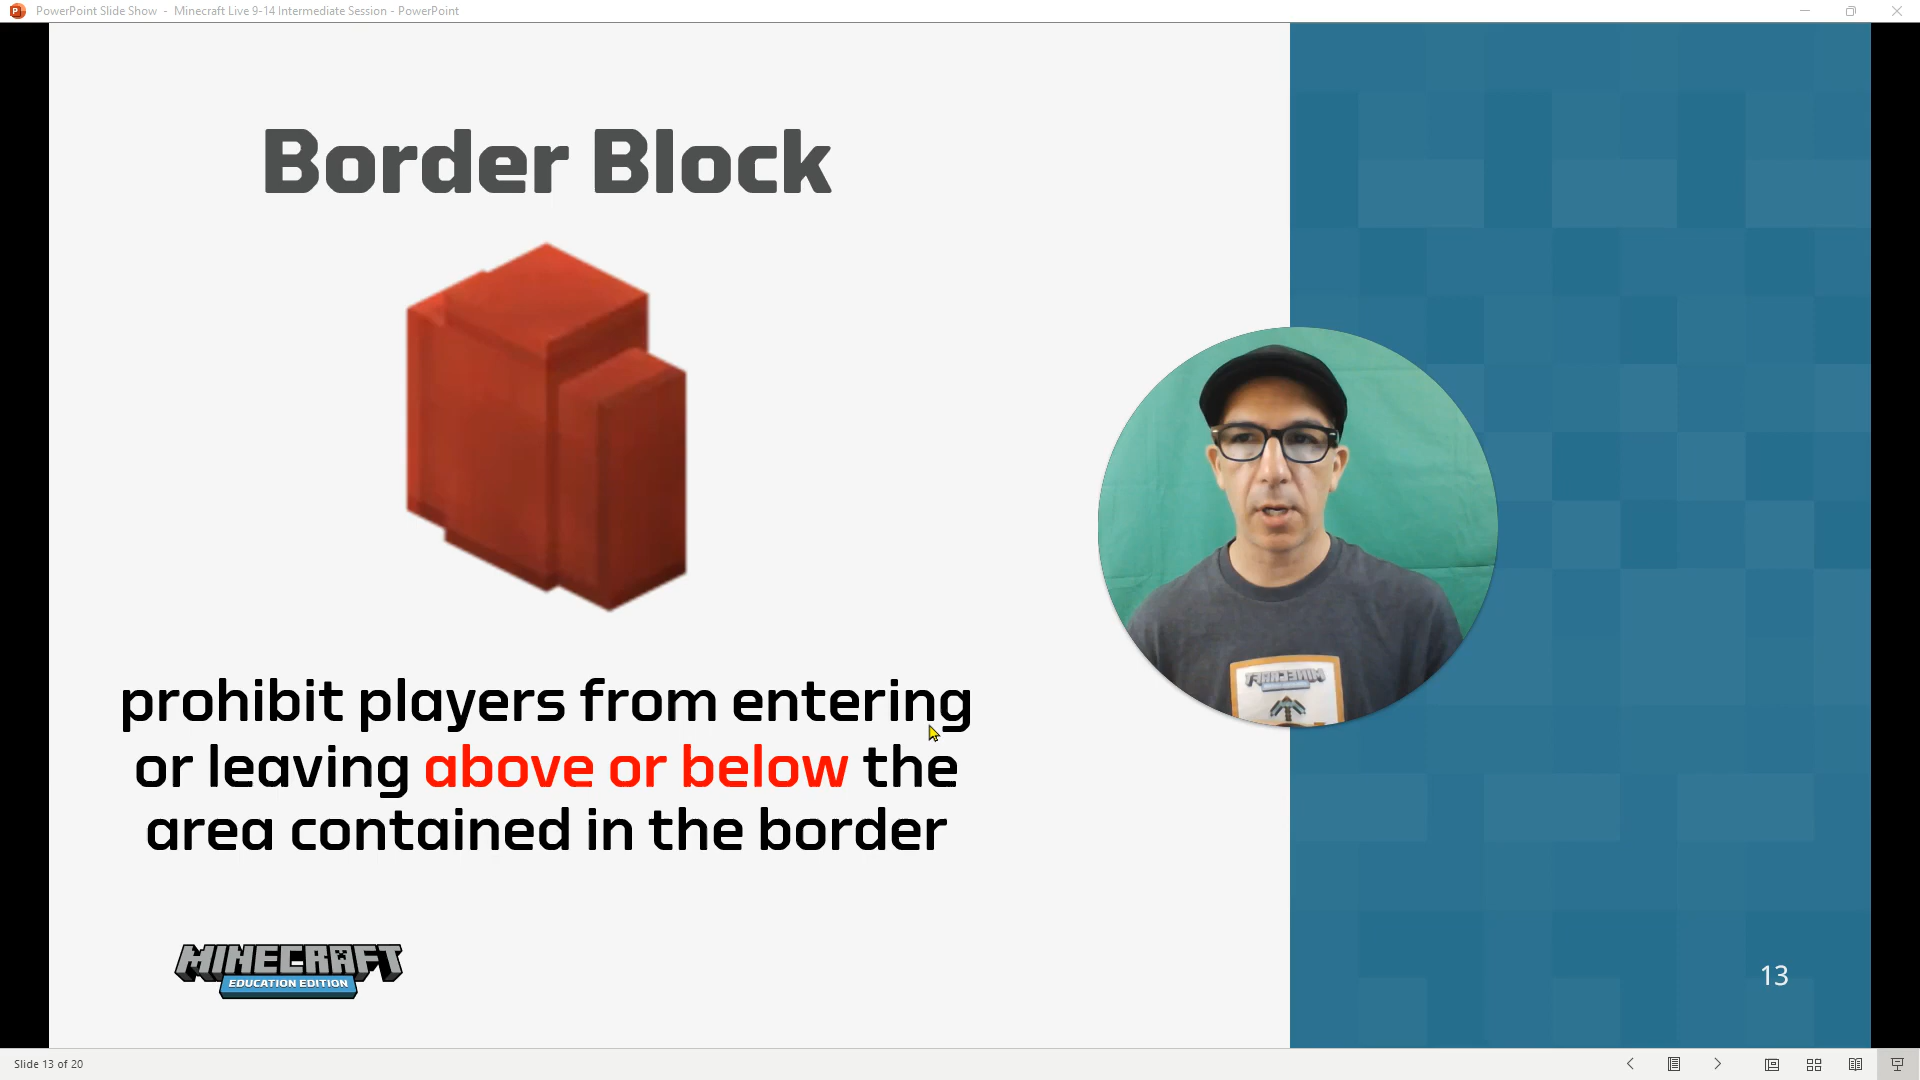 PowerPoint Slide Show - Minecraft Live 9-14 Intermediate Session - PowerPoint
Border Block
prohibit players from entering
or leaving above or below the
area contained in the border
MINECRAFT
MINECRAFT
EDUCATION EDITION
13
Slide 13 of 20